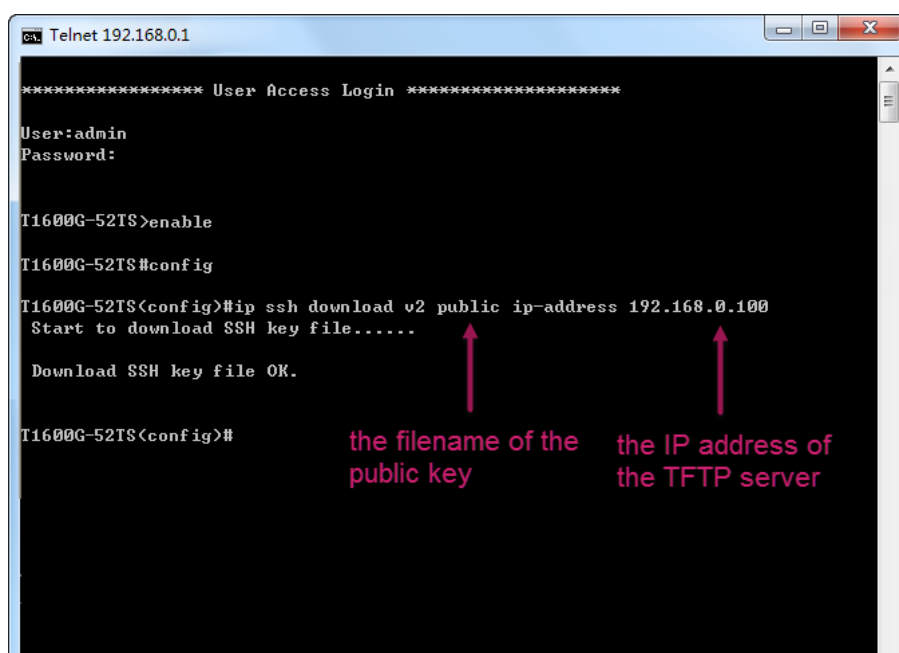 Telnet 192.168.0.1
***************** User Access Login ********************
User:admin
Password:
T1600G-52TS>enable
T1600G-52TS#config
T1600G-52TS(config)#ip ssh download v2 public ip-address 192.168.0.100
Start to download SSH key file......
Download SSH key file OK.
T1600G-52TS(config)#
the filename of the
public key
the IP address of
the TFTP server